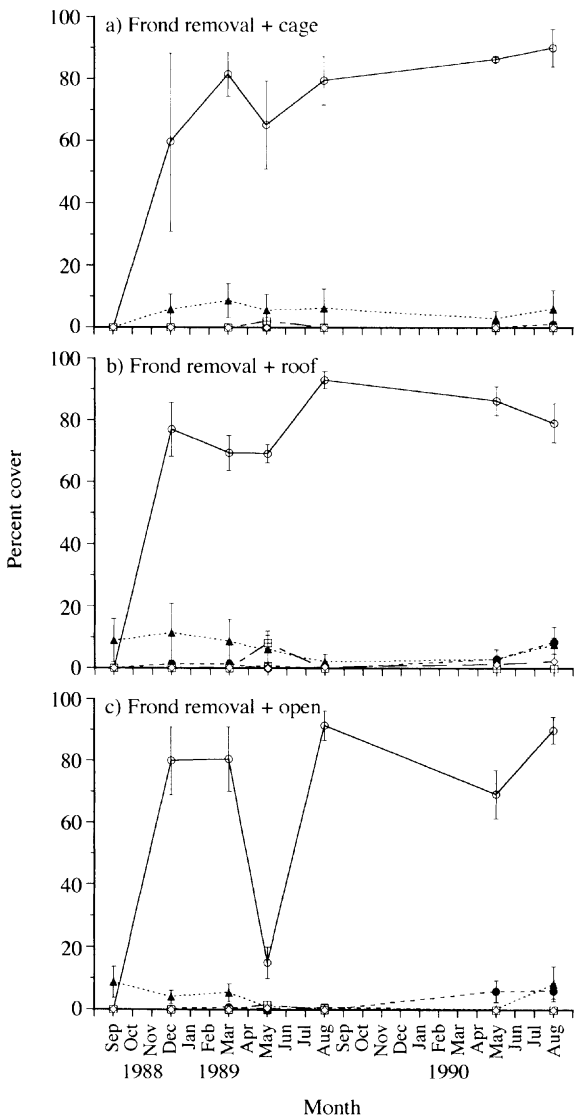 100
a) Frond removal + cage
80
60
40
20
0
100
b) Frond removal + roof
80
60
40
20
0
100
c) Frond removal + open
80
60
40
20
0
Percent cover
Sep Oct Nov Dec Jan Feb Mar Apr May Jun Jul Aug Sep Oct Nov Dec Jan Feb Mar Apr May Jun Jul Aug
1988 1989 1990
Month